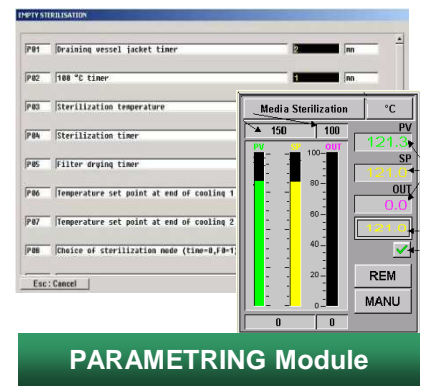 EMPTY STERILISATION
P01 Draining vessel jacket timer 2 mn
P02 100 °C timer 1 mn
P03 Sterilization temperature
P04 Sterilization timer
P05 Filter drying timer
P06 Temperature set point at end of cooling 1
P07 Temperature set point at end of cooling 2
P08 Choice of sterilization mode (time=0,F0=1)
Esc : Cancel
Media Sterilization °C
150 100
PV SP OUT
100
80
60
40
20
0
0 0
PV
121.3
SP
121.0
OUT
0.0
121.0
REM
MANU
PARAMETRING Module